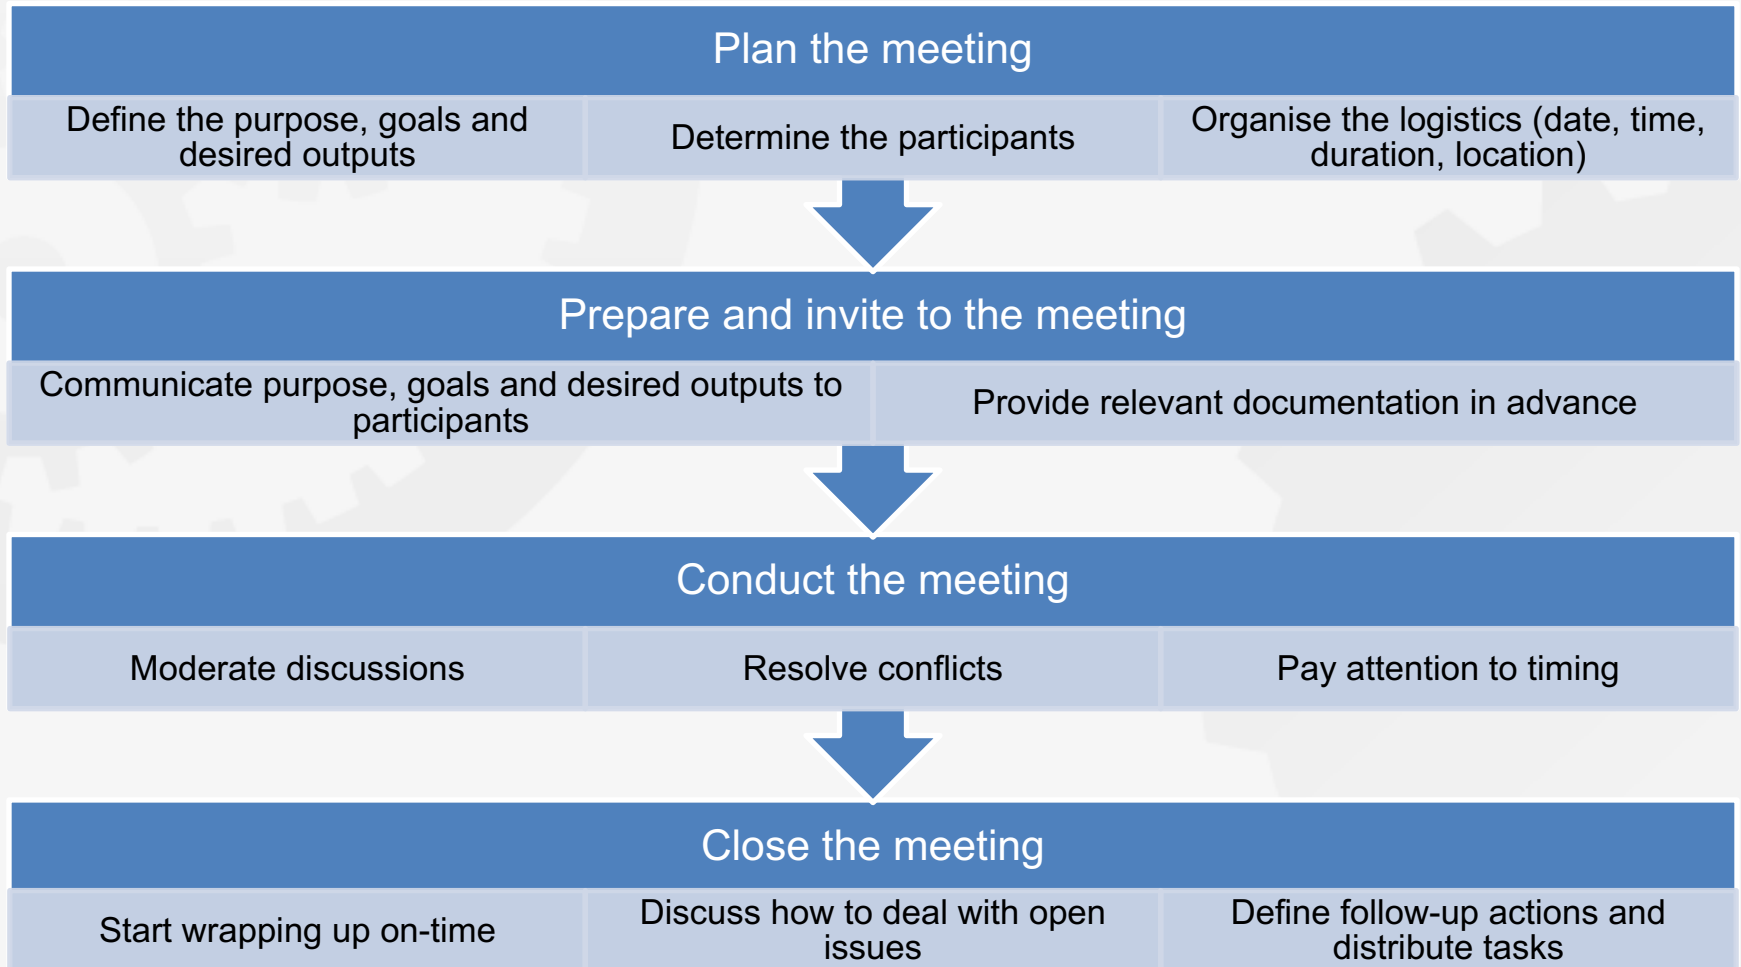 Plan the meeting
Define the purpose, goals and
desired outputs
Determine the participants
Organise the logistics (date, time,
duration, location)
Prepare and invite to the meeting
Communicate purpose, goals and desired outputs to
participants
Provide relevant documentation in advance
Conduct the meeting
Moderate discussions
Resolve conflicts
Pay attention to timing
Close the meeting
Start wrapping up on-time
Discuss how to deal with open
issues
Define follow-up actions and
distribute tasks